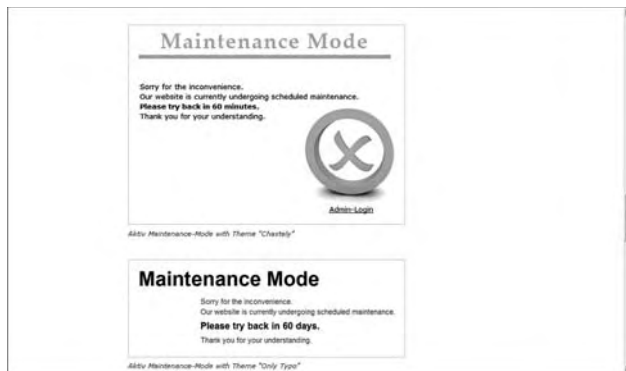 Maintenance Mode
Sorry for the inconvenience.
Our website is currently undergoing scheduled maintenance.
Please try back in 60 minutes.
Thank you for your understanding.
Admin-Login
Aktiv Maintenance-Mode with Theme "Chastely"
Maintenance Mode
Sorry for the inconvenience.
Our website is currently undergoing scheduled maintenance.
Please try back in 60 days.
Thank you for your understanding.
Aktiv Maintenance-Mode with Theme "Only Typo"